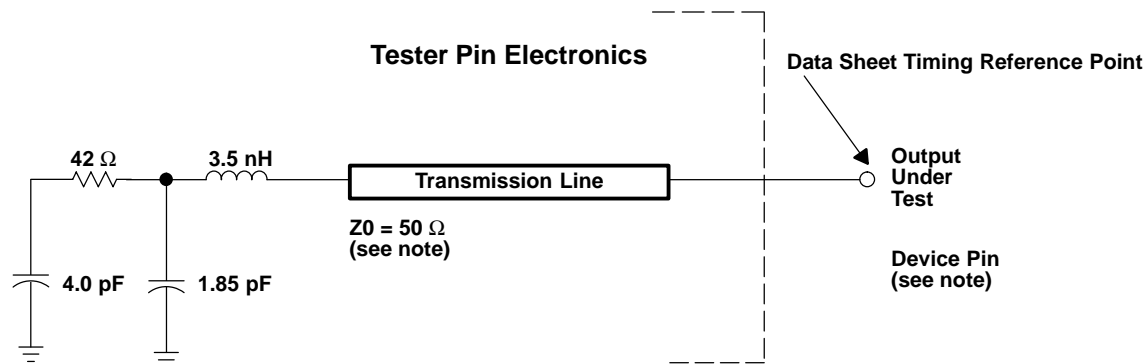 Tester Pin Electronics
Data Sheet Timing Reference Point
42 Ω
3.5 nH
Transmission Line
Output
Under
Test
Z0 = 50 Ω
(see note)
Device Pin
(see note)
4.0 pF
1.85 pF